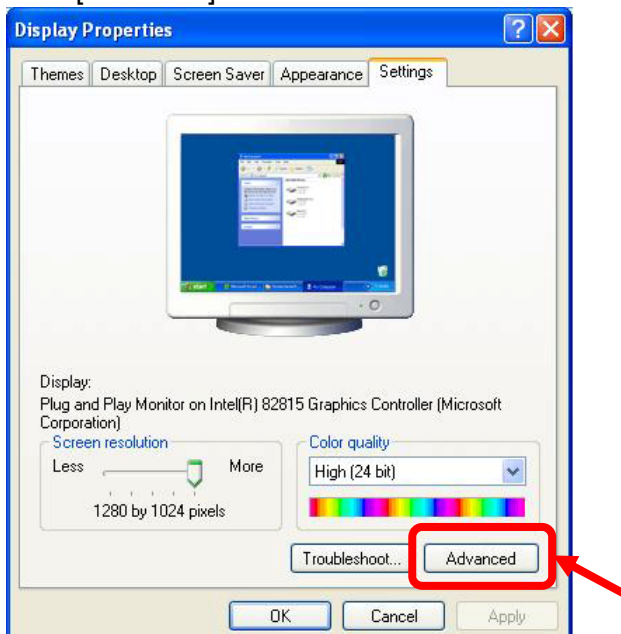 Display Properties
Themes Desktop Screen Saver Appearance Settings
start
Display:
Plug and Play Monitor on Intel(R) 82815 Graphics Controller (Microsoft
Corporation)
Screen resolution
Color quality
Less More
High (24 bit)
1280 by 1024 pixels
Troubleshoot... Advanced
OK Cancel Apply